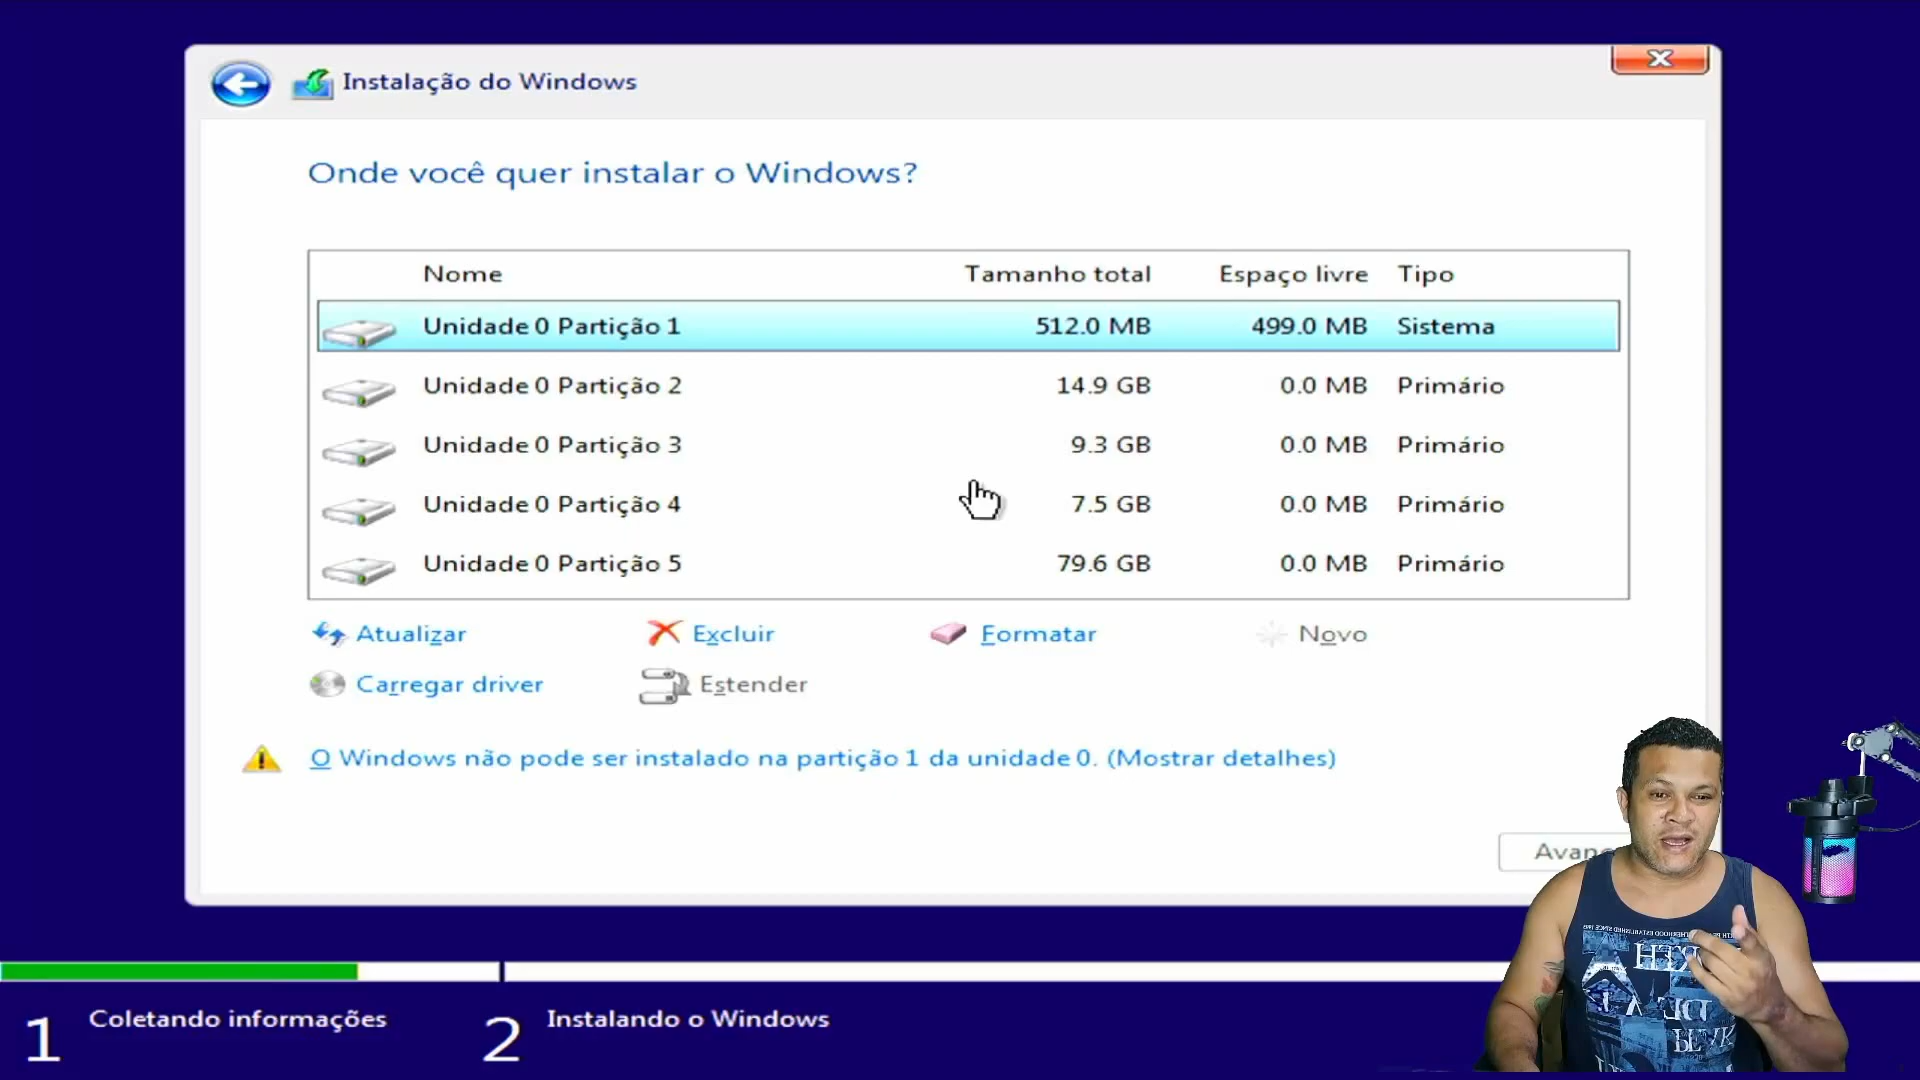 Instalação do Windows
Onde você quer instalar o Windows?
Nome Tamanho total Espaço livre Tipo
Unidade 0 Partição 1 512.0 MB 499.0 MB Sistema
Unidade 0 Partição 2 14.9 GB 0.0 MB Primário
Unidade 0 Partição 3 9.3 GB 0.0 MB Primário
Unidade 0 Partição 4 7.5 GB 0.0 MB Primário
Unidade 0 Partição 5 79.6 GB 0.0 MB Primário
Atualizar Excluir Formatar Novo
Carregar driver Estender
O Windows não pode ser instalado na partição 1 da unidade 0. (Mostrar detalhes)
1 Coletando informações 2 Instalando o Windows